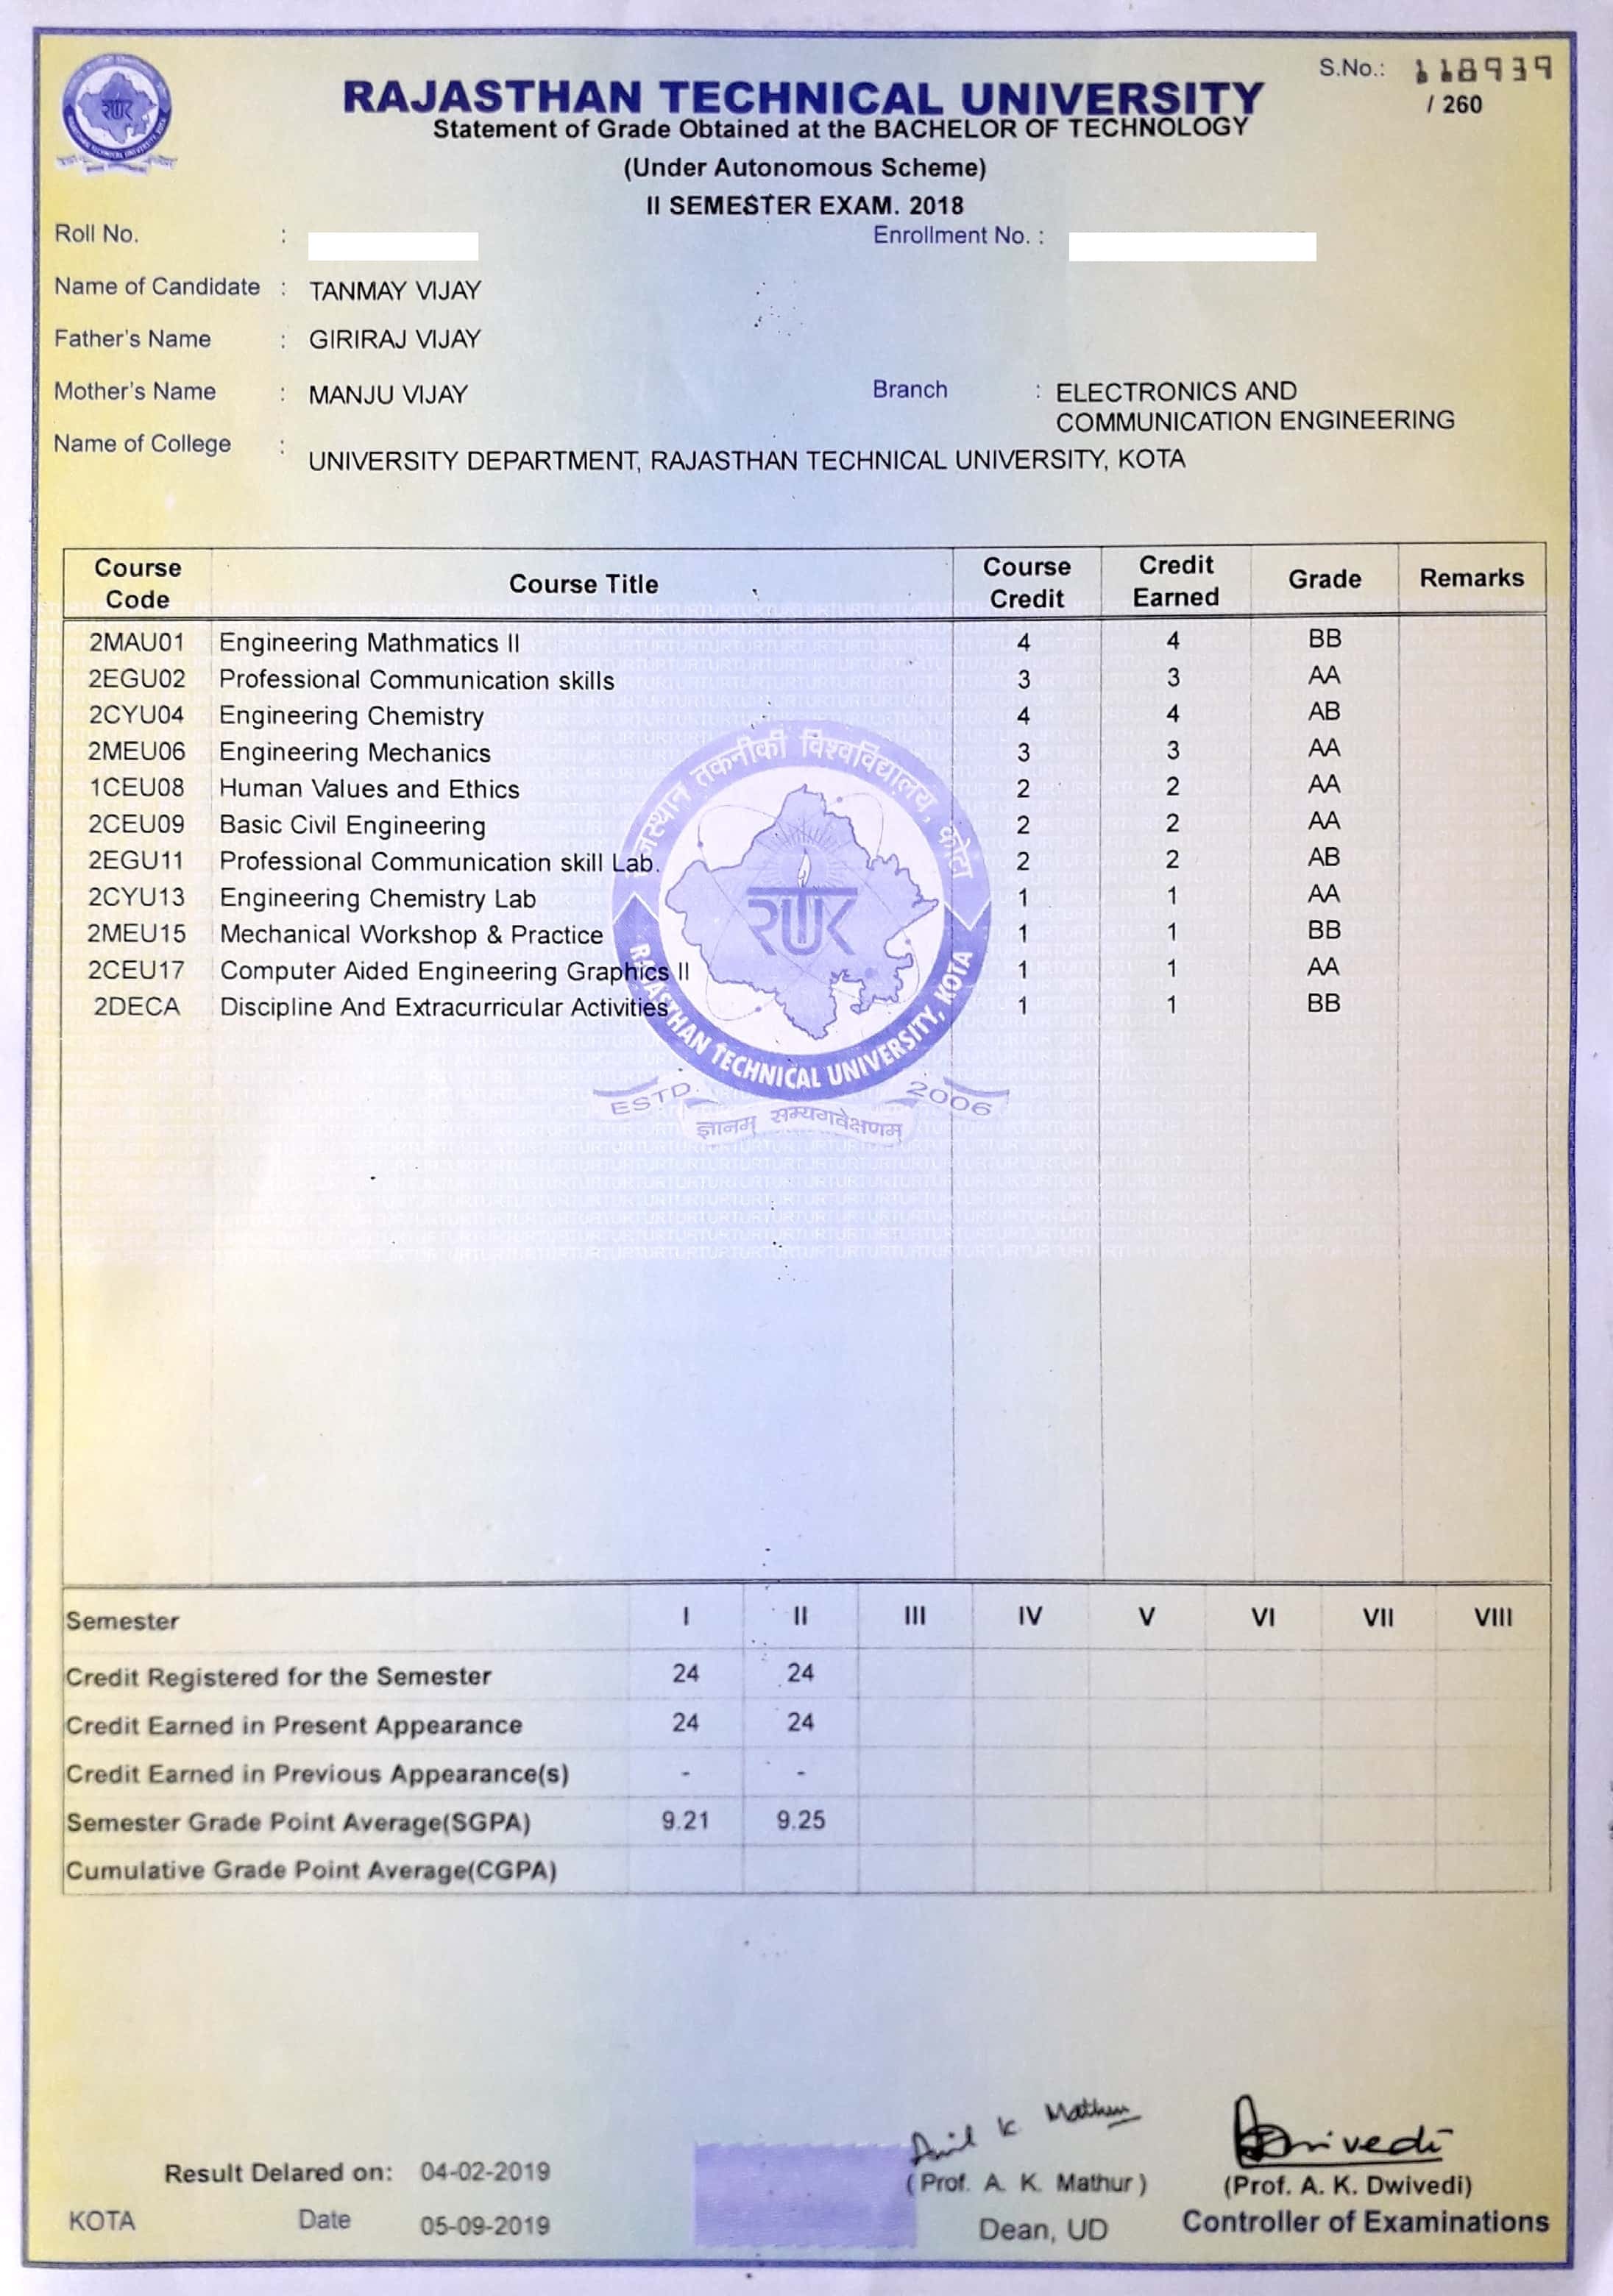 S.No.: 118939
/ 260
RAJASTHAN TECHNICAL UNIVERSITY
Statement of Grade Obtained at the BACHELOR OF TECHNOLOGY
(Under Autonomous Scheme)
II SEMESTER EXAM. 2018
Roll No. : Enrollment No. :
Name of Candidate : TANMAY VIJAY
Father's Name : GIRIRAJ VIJAY
Mother's Name : MANJU VIJAY Branch : ELECTRONICS AND
COMMUNICATION ENGINEERING
Name of College :
UNIVERSITY DEPARTMENT, RAJASTHAN TECHNICAL UNIVERSITY, KOTA
Course Code Course Title Course Credit Credit Earned Grade Remarks
2MAU01 Engineering Mathmatics II 4 4 BB
2EGU02 Professional Communication skills 3 3 AA
2CYU04 Engineering Chemistry 4 4 AB
2MEU06 Engineering Mechanics 3 3 AA
1CEU08 Human Values and Ethics 2 2 AA
2CEU09 Basic Civil Engineering 2 2 AA
2EGU11 Professional Communication skill Lab. 2 2 AB
2CYU13 Engineering Chemistry Lab 1 1 AA
2MEU15 Mechanical Workshop & Practice 1 1 BB
2CEU17 Computer Aided Engineering Graphics II 1 1 AA
2DECA Discipline And Extracurricular Activities 1 1 BB
राजस्थान तकनीकी विश्वविद्यालय, कोटा
RAJASTHAN TECHNICAL UNIVERSITY, KOTA
ESTD. 2006
ज्ञानम् सम्यगवेक्षणम्
Semester I II III IV V VI VII VIII
Credit Registered for the Semester 24 24
Credit Earned in Present Appearance 24 24
Credit Earned in Previous Appearance(s) - -
Semester Grade Point Average(SGPA) 9.21 9.25
Cumulative Grade Point Average(CGPA)
Anil K Mathur
Dwivedi
Result Delared on: 04-02-2019
(Prof. A. K. Mathur) (Prof. A. K. Dwivedi)
KOTA Date 05-09-2019
Dean, UD Controller of Examinations